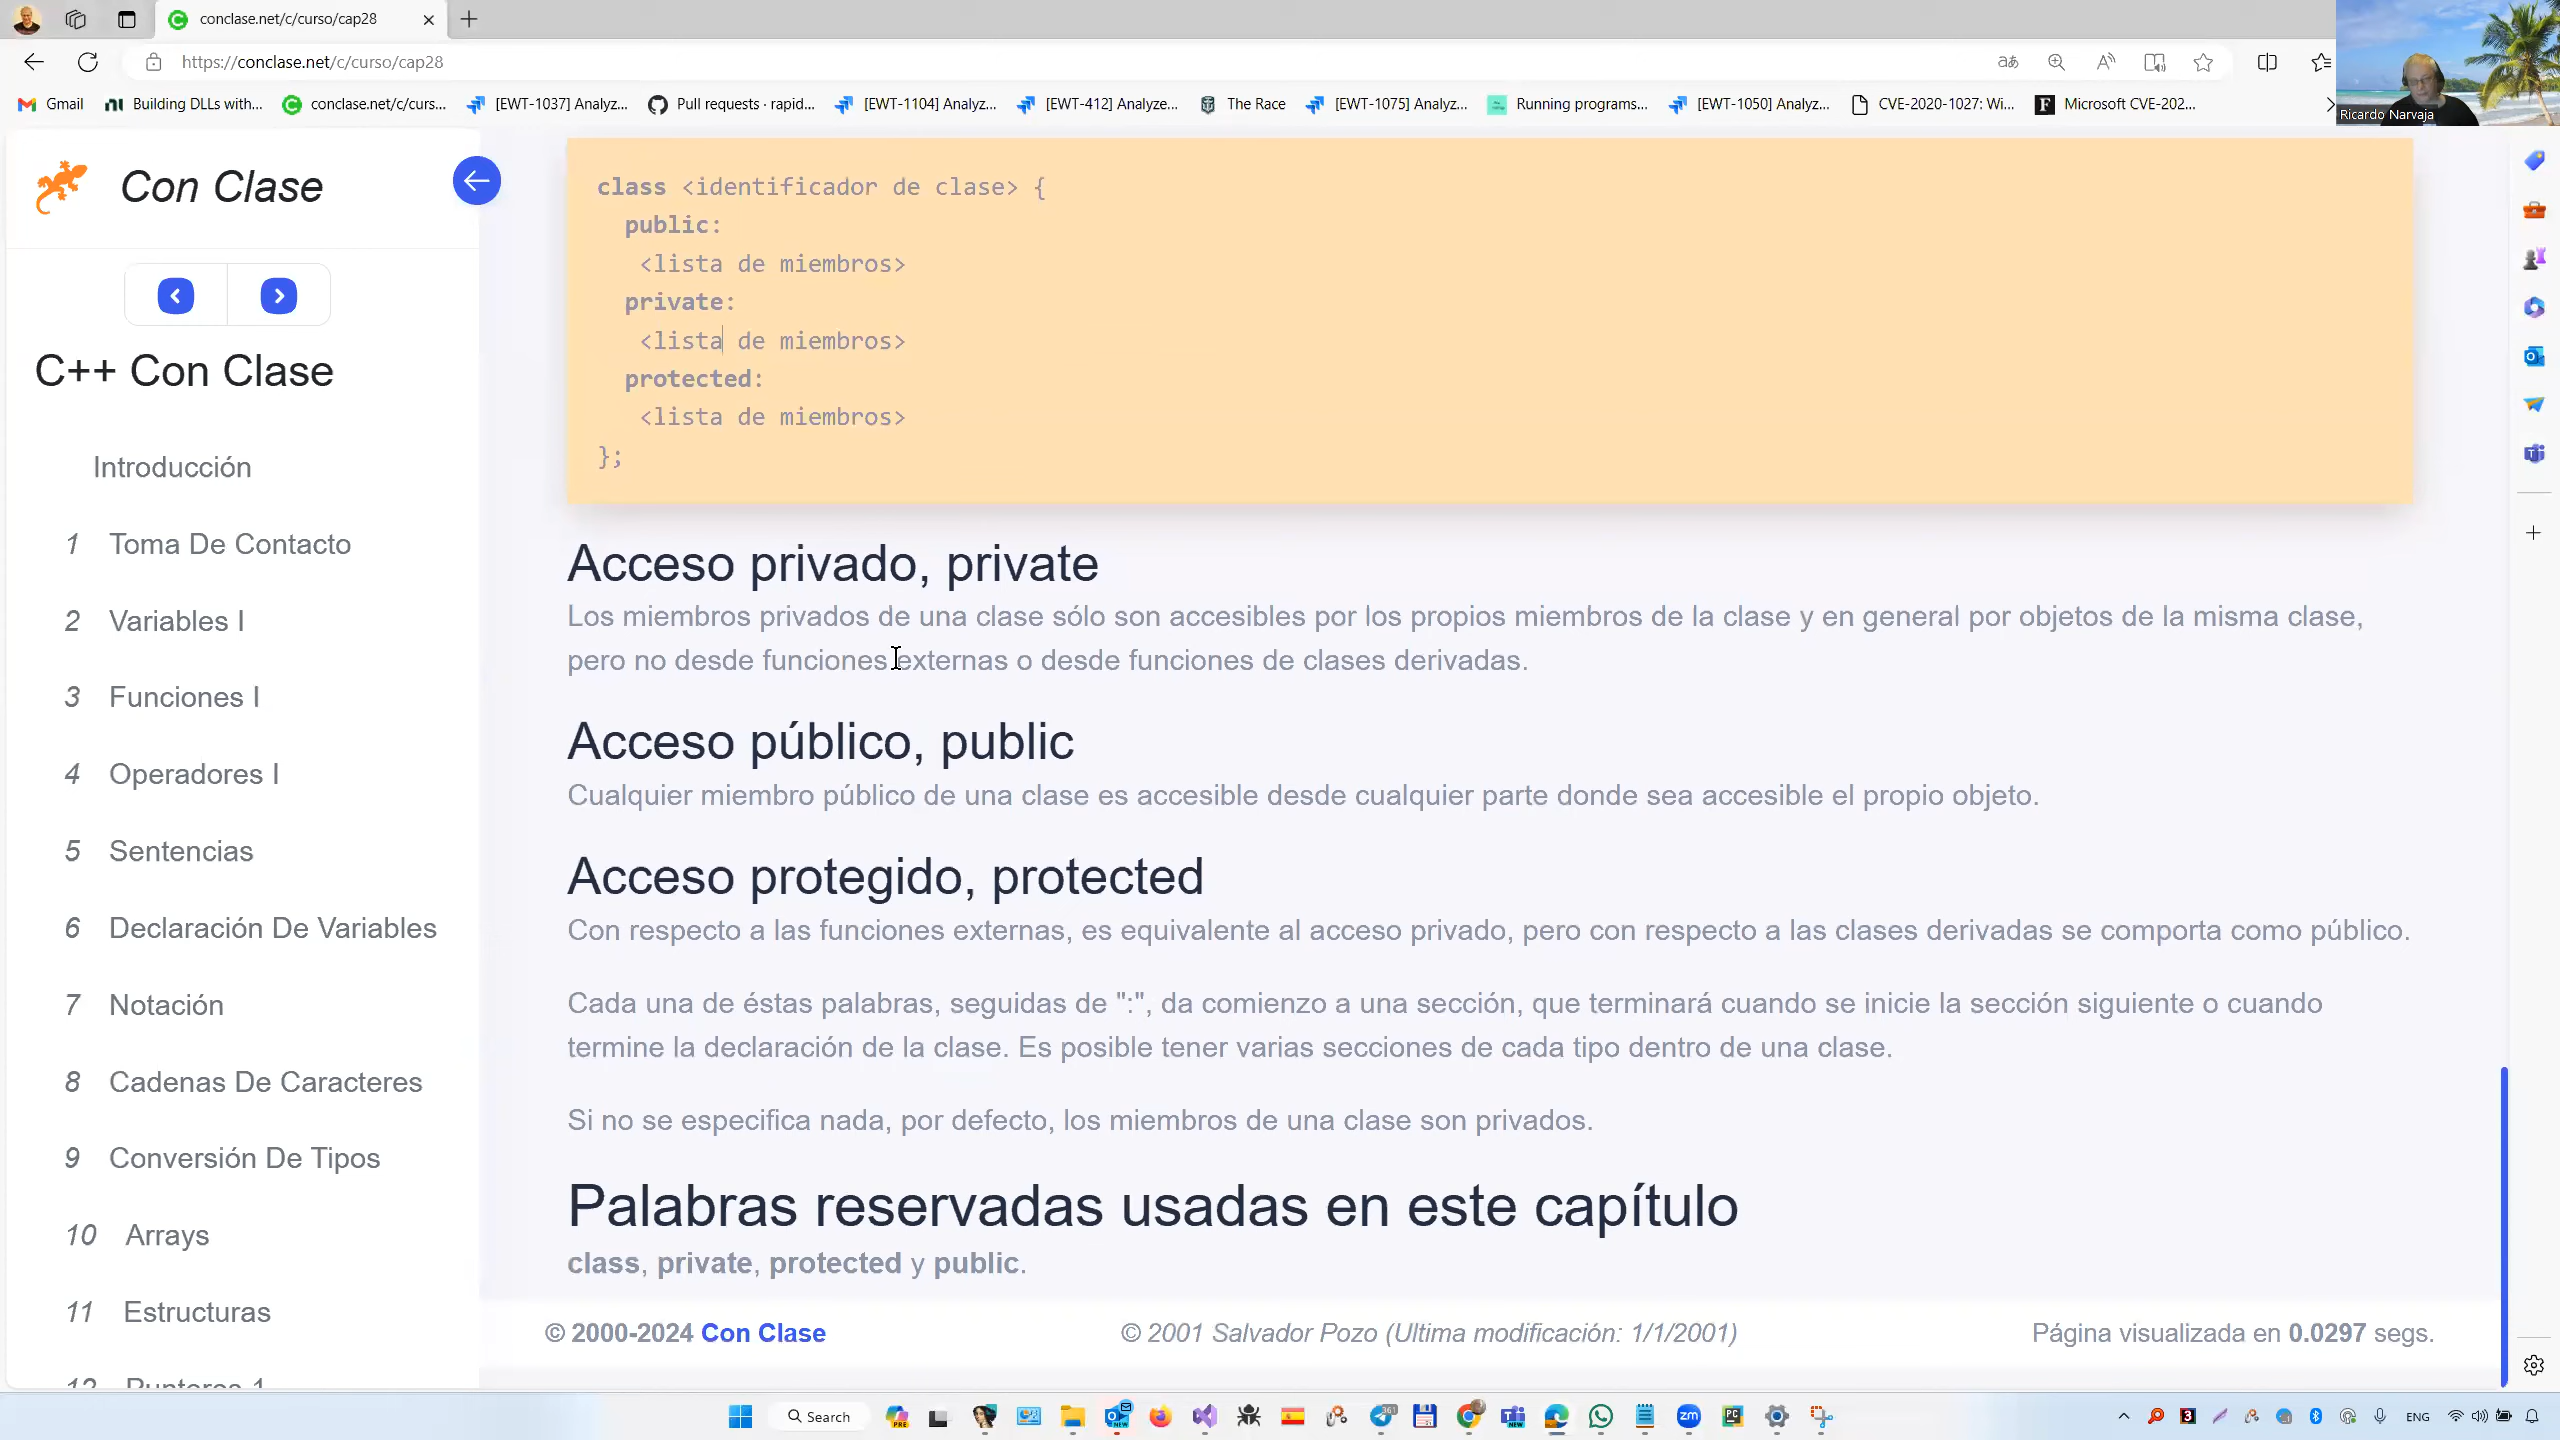 conclase.net/c/curso/cap28
https://conclase.net/c/curso/cap28
Gmail
Building DLLs with...
conclase.net/c/curs...
[EWT-1037] Analyz...
Pull requests · rapid...
[EWT-1104] Analyz...
[EWT-412] Analyze...
The Race
[EWT-1075] Analyz...
Running programs...
[EWT-1050] Analyz...
CVE-2020-1027: Wi...
Microsoft CVE-202...
Ricardo Narvaja
Con Clase
C++ Con Clase
Introducción
1 Toma De Contacto
2 Variables I
3 Funciones I
4 Operadores I
5 Sentencias
6 Declaración De Variables
7 Notación
8 Cadenas De Caracteres
9 Conversión De Tipos
10 Arrays
11 Estructuras
12 Punteros 1
class <identificador de clase> {
public:
<lista de miembros>
private:
<lista de miembros>
protected:
<lista de miembros>
};
Acceso privado, private
Los miembros privados de una clase sólo son accesibles por los propios miembros de la clase y en general por objetos de la misma clase,
pero no desde funciones externas o desde funciones de clases derivadas.
Acceso público, public
Cualquier miembro público de una clase es accesible desde cualquier parte donde sea accesible el propio objeto.
Acceso protegido, protected
Con respecto a las funciones externas, es equivalente al acceso privado, pero con respecto a las clases derivadas se comporta como público.
Cada una de éstas palabras, seguidas de ":", da comienzo a una sección, que terminará cuando se inicie la sección siguiente o cuando
termine la declaración de la clase. Es posible tener varias secciones de cada tipo dentro de una clase.
Si no se especifica nada, por defecto, los miembros de una clase son privados.
Palabras reservadas usadas en este capítulo
class, private, protected y public.
© 2000-2024 Con Clase
© 2001 Salvador Pozo (Ultima modificación: 1/1/2001)
Página visualizada en 0.0297 segs.
Search
ENG